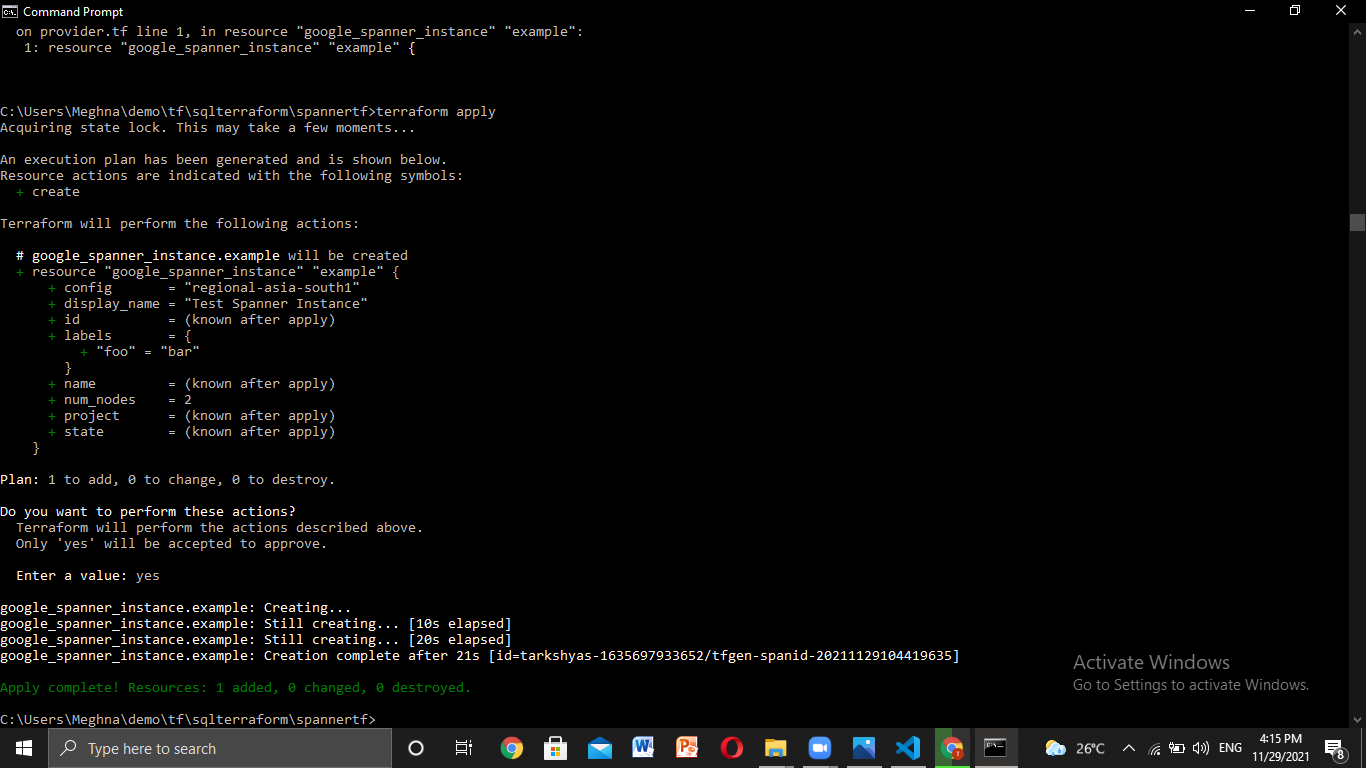 Command Prompt
on provider.tf line 1, in resource "google_spanner_instance" "example":
1: resource "google_spanner_instance" "example" {
C:\Users\Meghna\demo\tf\sqlterraform\spannertf>terraform apply
Acquiring state lock. This may take a few moments...
An execution plan has been generated and is shown below.
Resource actions are indicated with the following symbols:
+ create
Terraform will perform the following actions:
# google_spanner_instance.example will be created
+ resource "google_spanner_instance" "example" {
+ config       = "regional-asia-south1"
+ display_name = "Test Spanner Instance"
+ id           = (known after apply)
+ labels       = {
+ "foo" = "bar"
}
+ name         = (known after apply)
+ num_nodes    = 2
+ project      = (known after apply)
+ state        = (known after apply)
}
Plan: 1 to add, 0 to change, 0 to destroy.
Do you want to perform these actions?
Terraform will perform the actions described above.
Only 'yes' will be accepted to approve.
Enter a value: yes
google_spanner_instance.example: Creating...
google_spanner_instance.example: Still creating... [10s elapsed]
google_spanner_instance.example: Still creating... [20s elapsed]
google_spanner_instance.example: Creation complete after 21s [id=tarkshyas-1635697933652/tfgen-spanid-20211129104419635]
Apply complete! Resources: 1 added, 0 changed, 0 destroyed.
C:\Users\Meghna\demo\tf\sqlterraform\spannertf>
Activate Windows
Go to Settings to activate Windows.
Type here to search
26°C
ENG
4:15 PM
11/29/2021
8